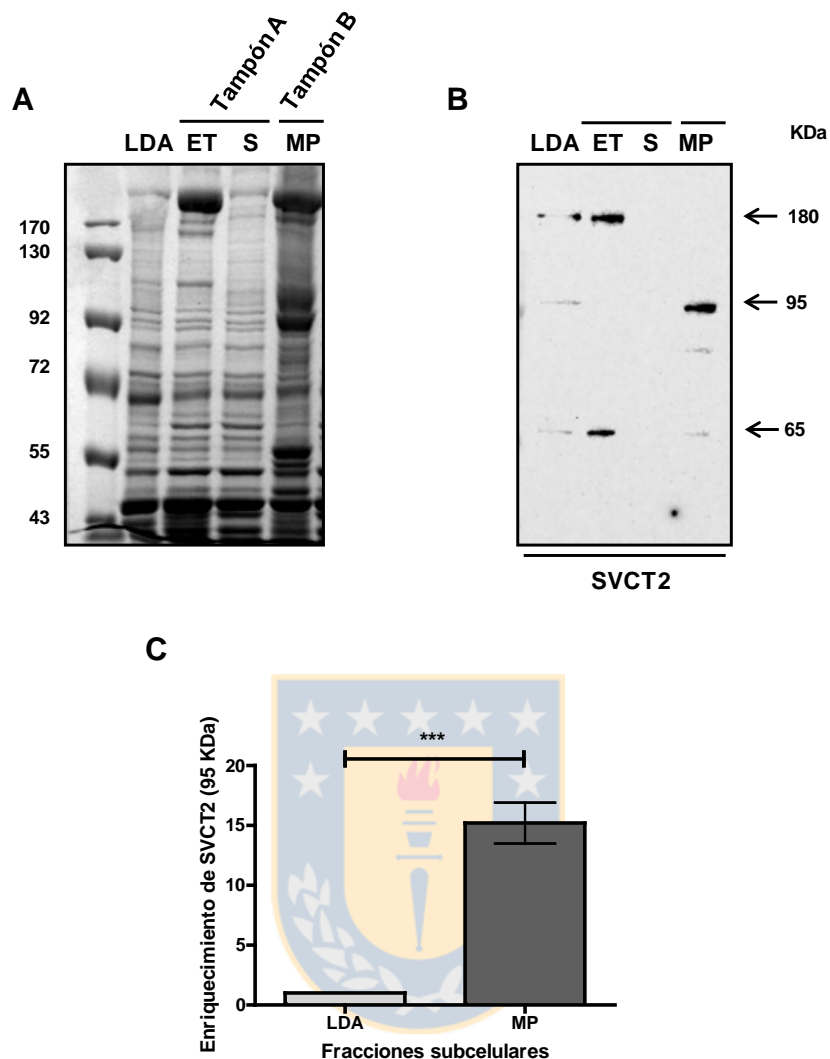 Tampón A
Tampón B
A
LDA ET S MP
170
130
92
72
55
43
B
LDA ET S MP
KDa
180
95
65
SVCT2
C
Enriquecimiento de SVCT2 (95 KDa)
***
20
15
10
5
0
LDA MP
Fracciones subcelulares